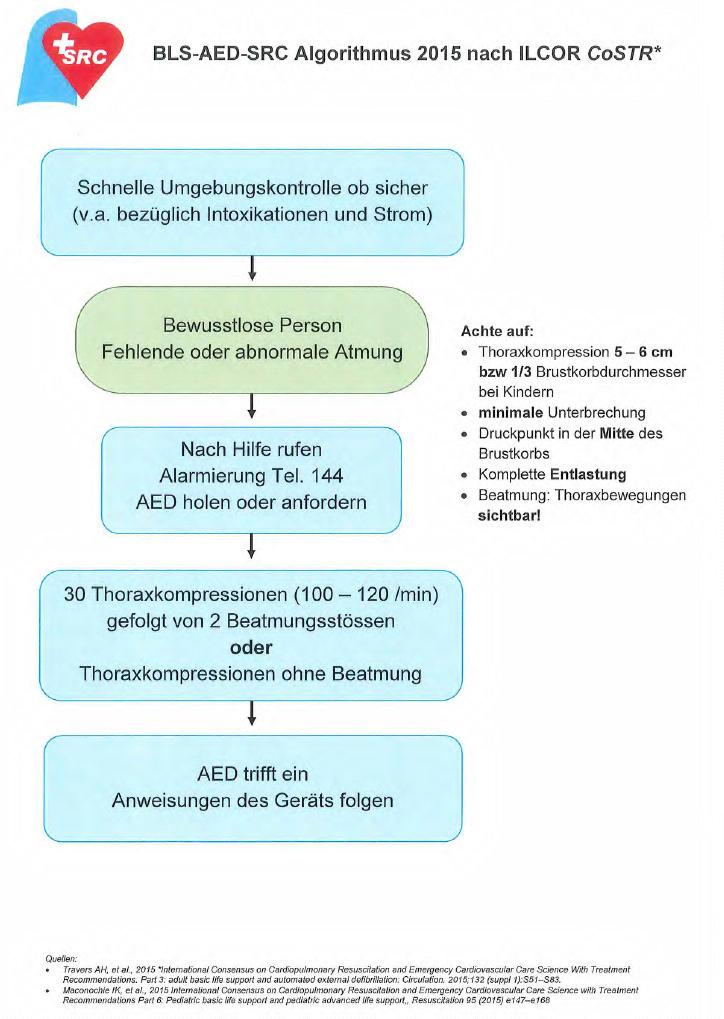 SRC
BLS-AED-SRC Algorithmus 2015 nach ILCOR CoSTR*
Schnelle Umgebungskontrolle ob sicher
(v.a. bezüglich Intoxikationen und Strom)
Bewusstlose Person
Fehlende oder abnormale Atmung
Nach Hilfe rufen
Alarmierung Tel. 144
AED holen oder anfordern
30 Thoraxkompressionen (100 – 120 /min)
gefolgt von 2 Beatmungsstössen
oder
Thoraxkompressionen ohne Beatmung
AED trifft ein
Anweisungen des Geräts folgen
Achte auf:
• Thoraxkompression 5 – 6 cm
bzw 1/3 Brustkorbdurchmesser
bei Kindern
• minimale Unterbrechung
• Druckpunkt in der Mitte des
Brustkorbs
• Komplette Entlastung
• Beatmung: Thoraxbewegungen
sichtbar!
Quellen:
• Travers AH, et al., 2015 "International Consensus on Cardiopulmonary Resuscitation and Emergency Cardiovascular Care Science With Treatment
Recommendations. Part 3: adult basic life support and automated external defibrillation: Circulation. 2015;132 (suppl 1):S51–S83.
• Maconochie IK, et al., 2015 International Consensus on Cardiopulmonary Resuscitation and Emergency Cardiovascular Care Science with Treatment
Recommendations Part 6: Pediatric basic life support and pediatric advanced life support,, Resuscitation 95 (2015) e147–e168